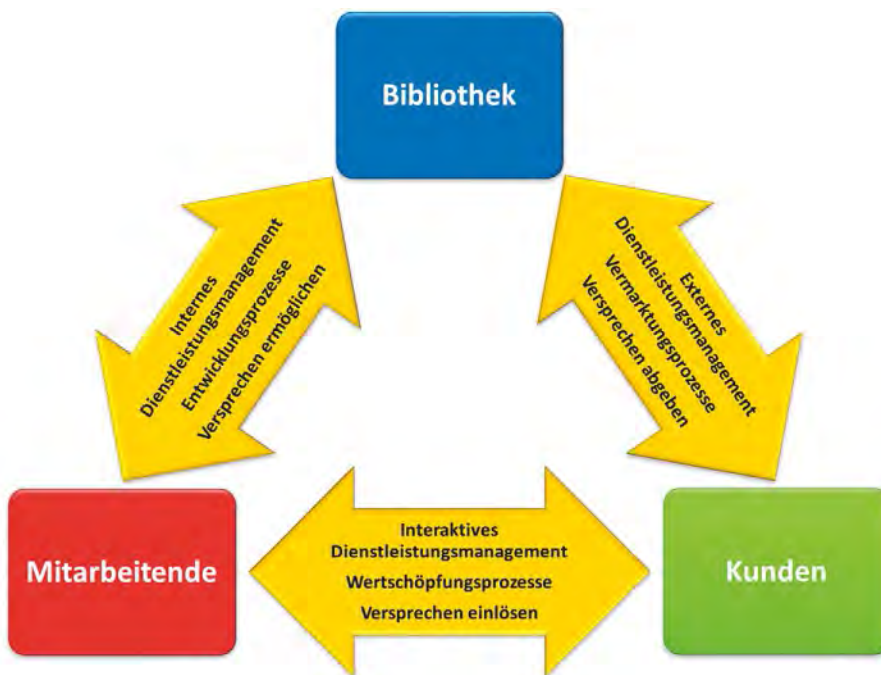 Bibliothek
Internes
Dienstleistungsmanagement
Entwicklungsprozesse
Versprechen ermöglichen
Externes
Dienstleistungsmanagement
Vermarktungsprozesse
Versprechen abgeben
Mitarbeitende
Interaktives
Dienstleistungsmanagement
Wertschöpfungsprozesse
Versprechen einlösen
Kunden